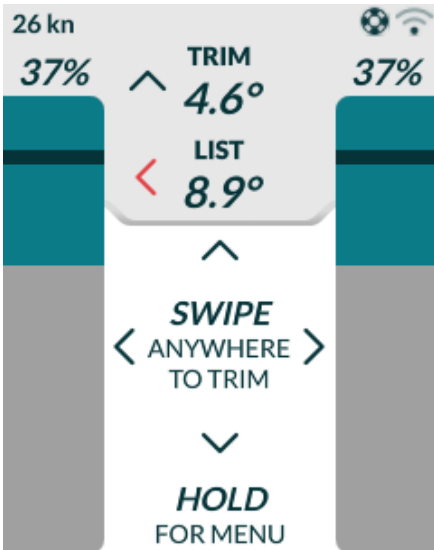 26 kn
37%
TRIM
4.6°
37%
LIST
8.9°
SWIPE
ANYWHERE
TO TRIM
HOLD
FOR MENU